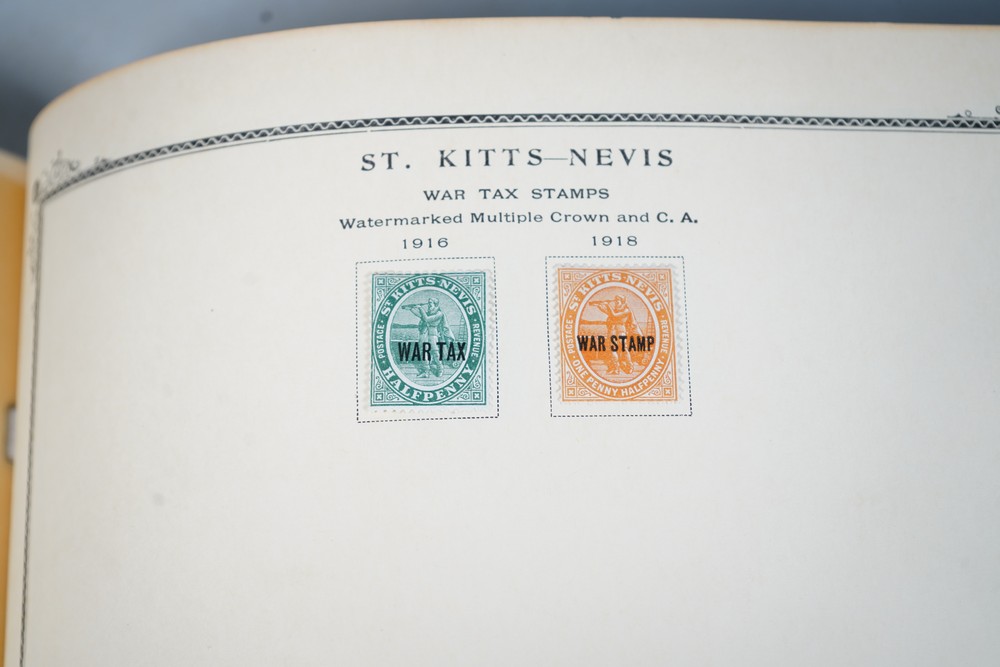 ST. KITTS—NEVIS
WAR TAX STAMPS
Watermarked Multiple Crown and C. A.
1916
1918
ST KITTS-NEVIS
POSTAGE
REVENUE
WAR TAX
HALFPENNY
ST KITTS-NEVIS
POSTAGE
REVENUE
WAR STAMP
ONE PENNY HALFPENNY